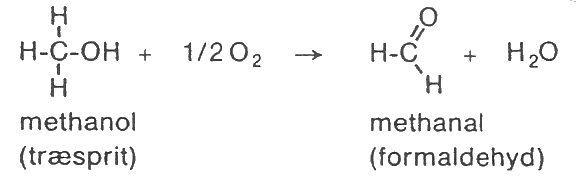 H
H-C-OH + 1/2 O₂ → H-C O + H₂O
H H
methanol methanal
(træsprit) (formaldehyd)